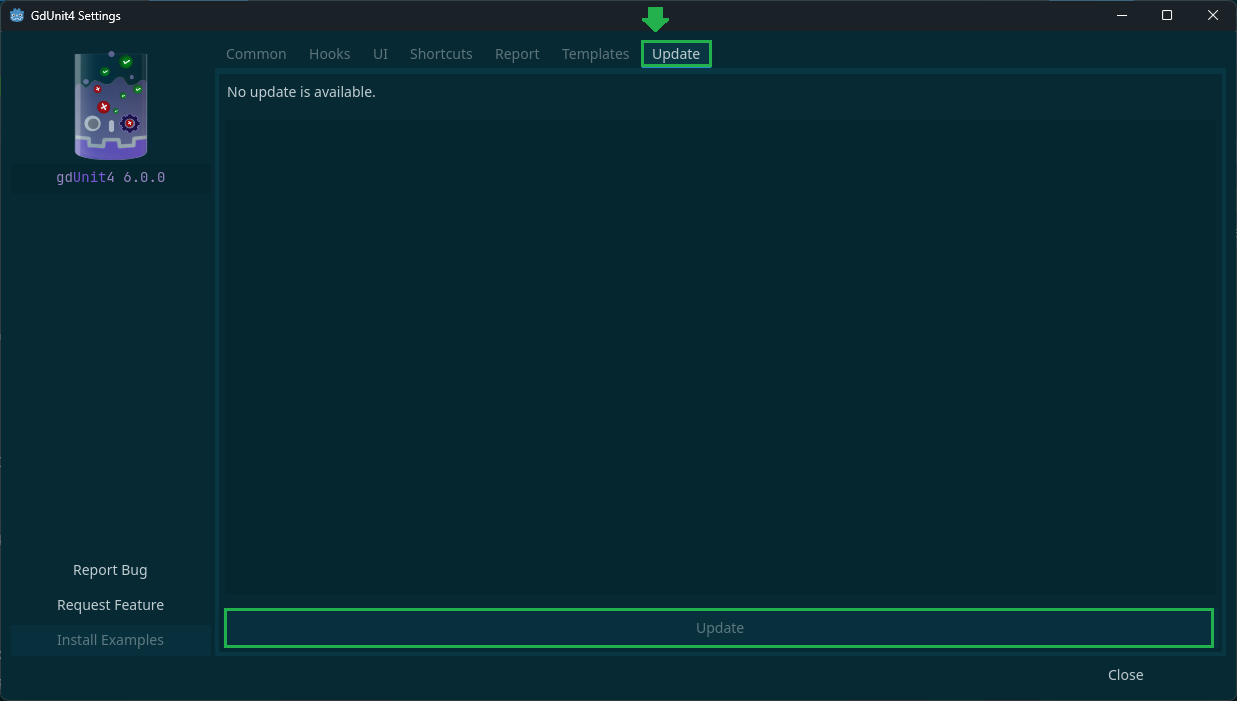 GdUnit4 Settings
Common Hooks UI Shortcuts Report Templates Update
No update is available.
gdUnit4 6.0.0
Report Bug
Request Feature
Install Examples
Update
Close